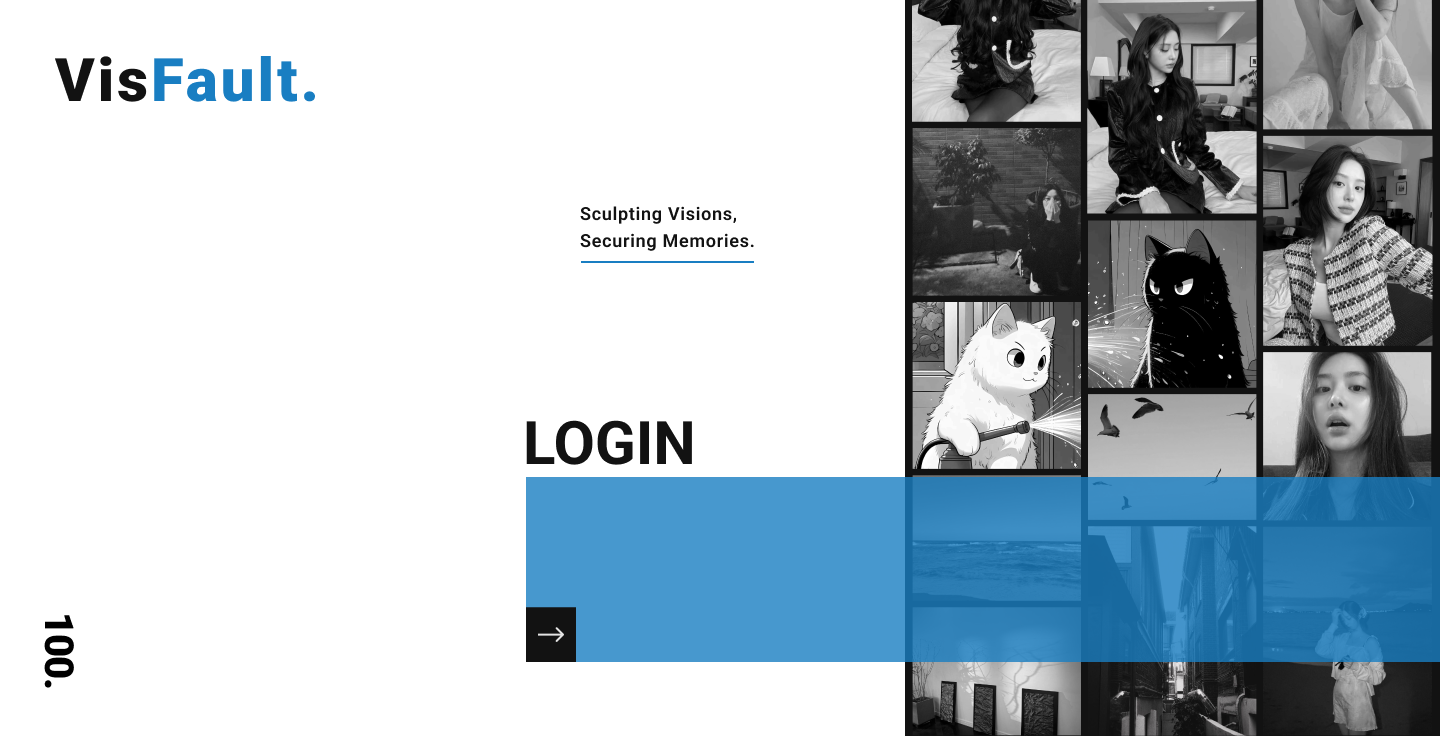 VisFault.
Sculpting Visions,
Securing Memories.
LOGIN
100.